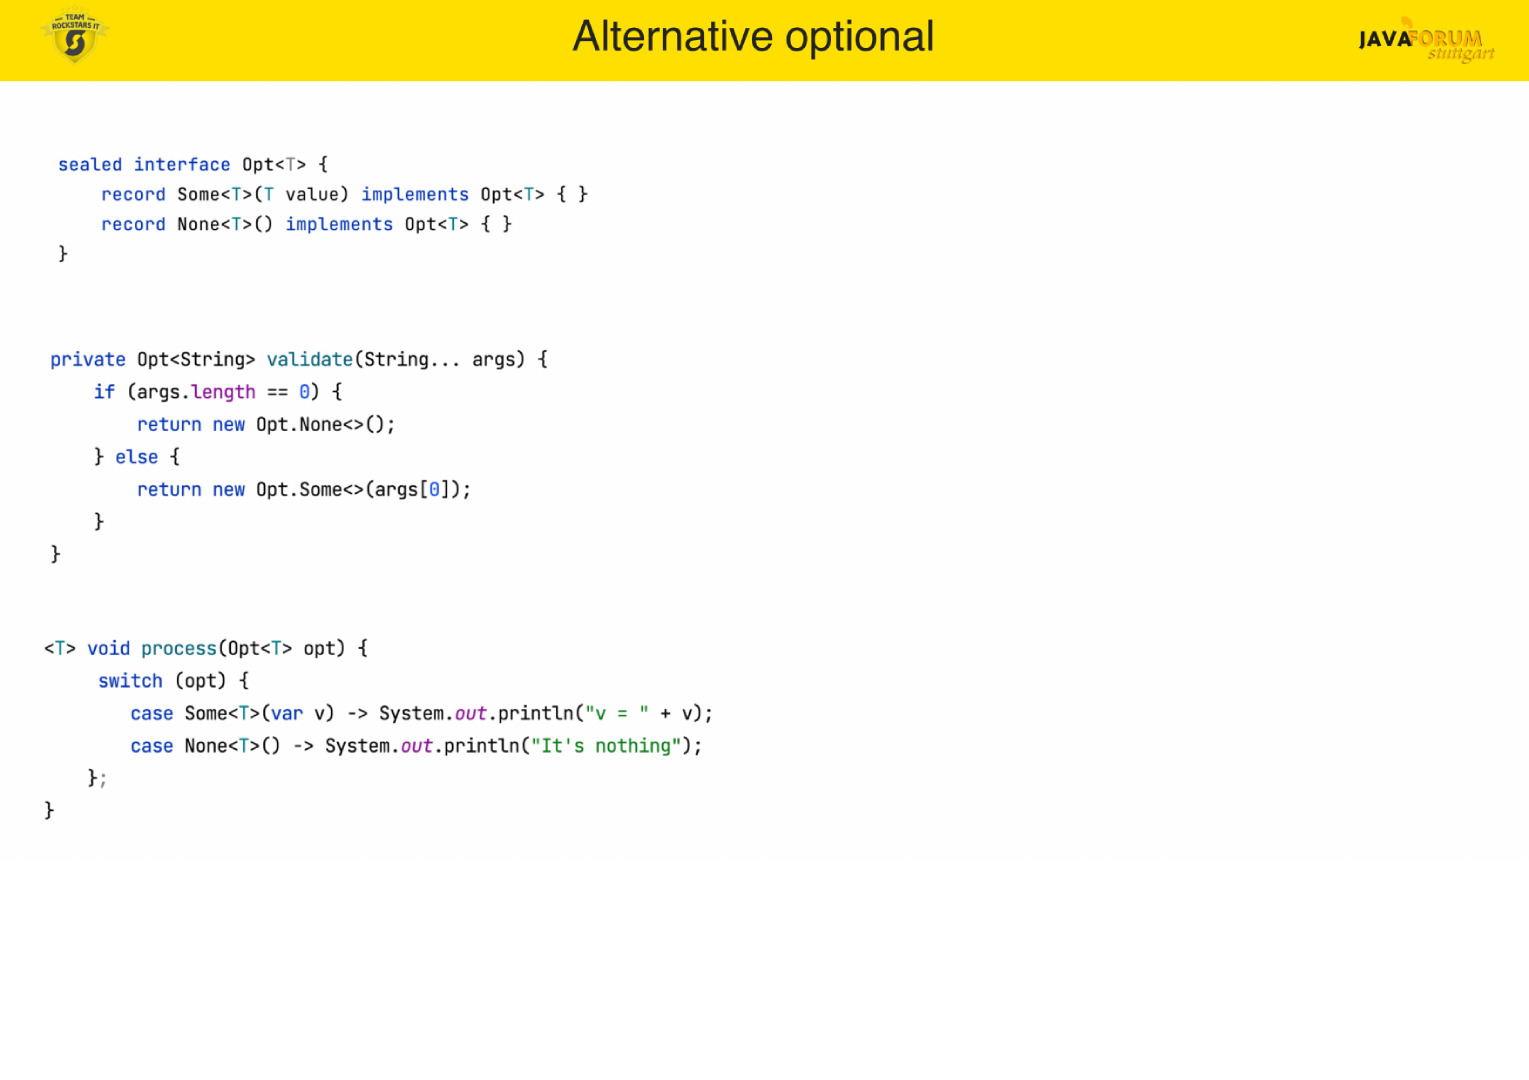 TEAM
ROCKSTARS IT
Alternative optional
JAVAFORUM
stuttgart
sealed interface Opt<T> {
    record Some<T>(T value) implements Opt<T> { }
    record None<T>() implements Opt<T> { }
}
private Opt<String> validate(String... args) {
    if (args.length == 0) {
        return new Opt.None<>();
    } else {
        return new Opt.Some<>(args[0]);
    }
}
<T> void process(Opt<T> opt) {
     switch (opt) {
        case Some<T>(var v) -> System.out.println("v = " + v);
        case None<T>() -> System.out.println("It's nothing");
    };
}